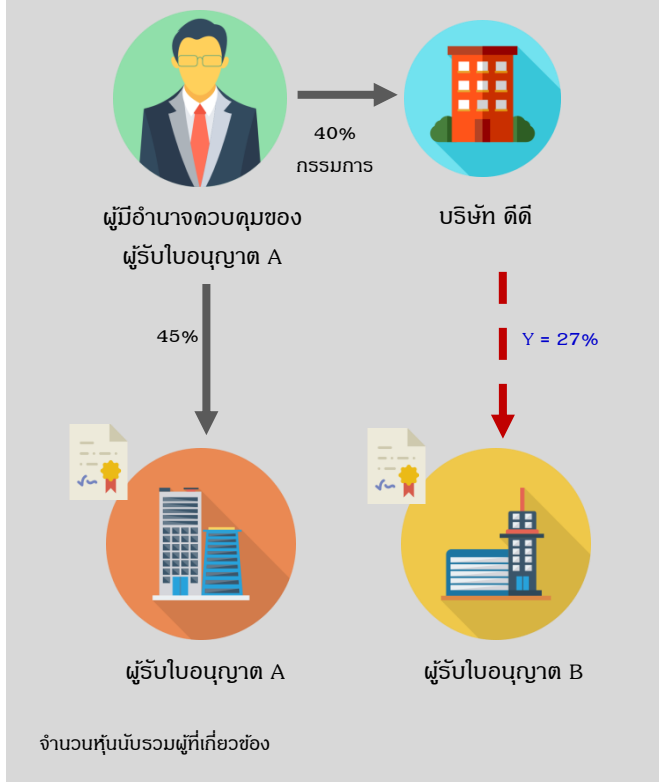 40%
กรรมการ
ผู้มีอำนาจควบคุมของ
ผู้รับใบอนุญาต A
บริษัท ดีดี
45%
Y = 27%
ผู้รับใบอนุญาต A
ผู้รับใบอนุญาต B
จำนวนหุ้นนับรวมผู้ที่เกี่ยวข้อง